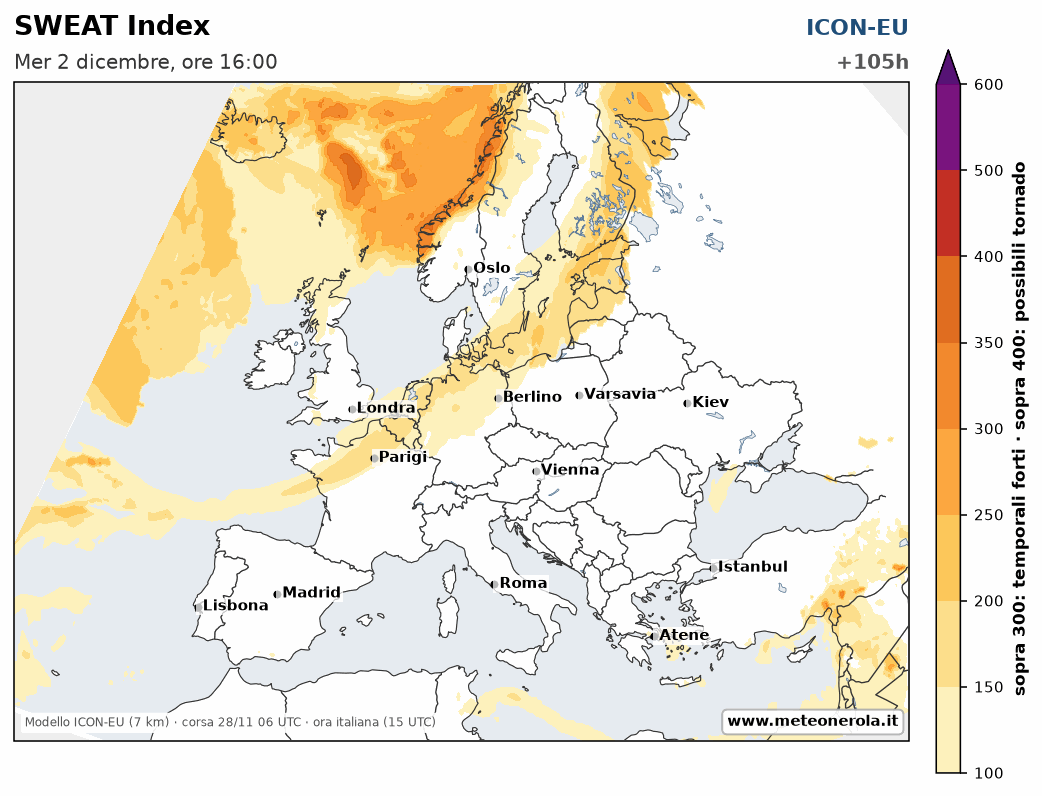 SWEAT Index
ICON-EU
Mer 2 dicembre, ore 16:00
+105h
600
500
400
350
300
250
200
150
100
sopra 300: temporali forti · sopra 400: possibili tornado
Oslo
Londra
Berlino
Varsavia
Kiev
Parigi
Vienna
Istanbul
Roma
Madrid
Lisbona
Atene
Modello ICON-EU (7 km) · corsa 28/11 06 UTC · ora italiana (15 UTC)
www.meteonerola.it